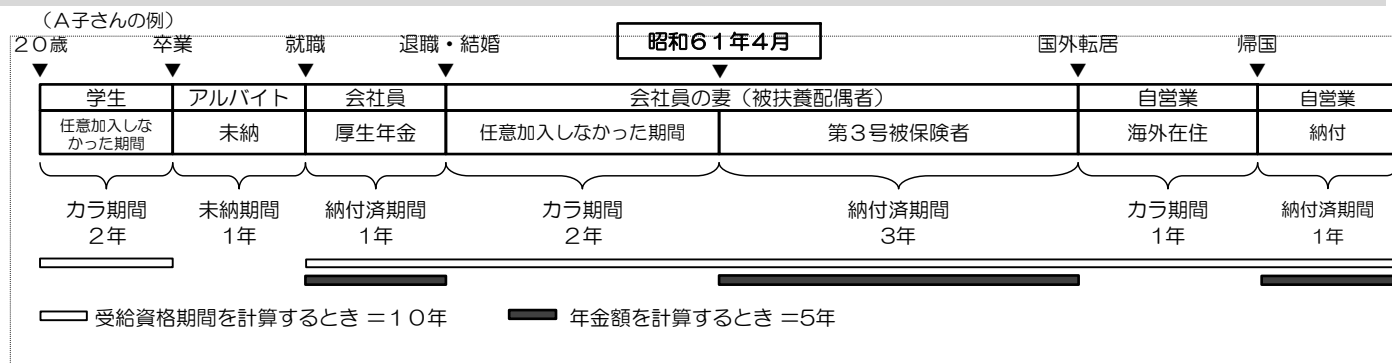 (A子さんの例)
20歳 卒業 就職 退職・結婚 昭和61年4月 国外転居 帰国
▼ ▼ ▼ ▼ ▼ ▼ ▼
学生 アルバイト 会社員 会社員の妻(被扶養配偶者) 自営業 自営業
任意加入しな
かった期間 未納 厚生年金 任意加入しなかった期間 第3号被保険者 海外在住 納付
カラ期間 未納期間 納付済期間 カラ期間 納付済期間 カラ期間 納付済期間
2年 1年 1年 2年 3年 1年 1年
受給資格期間を計算するとき =10年 年金額を計算するとき =5年